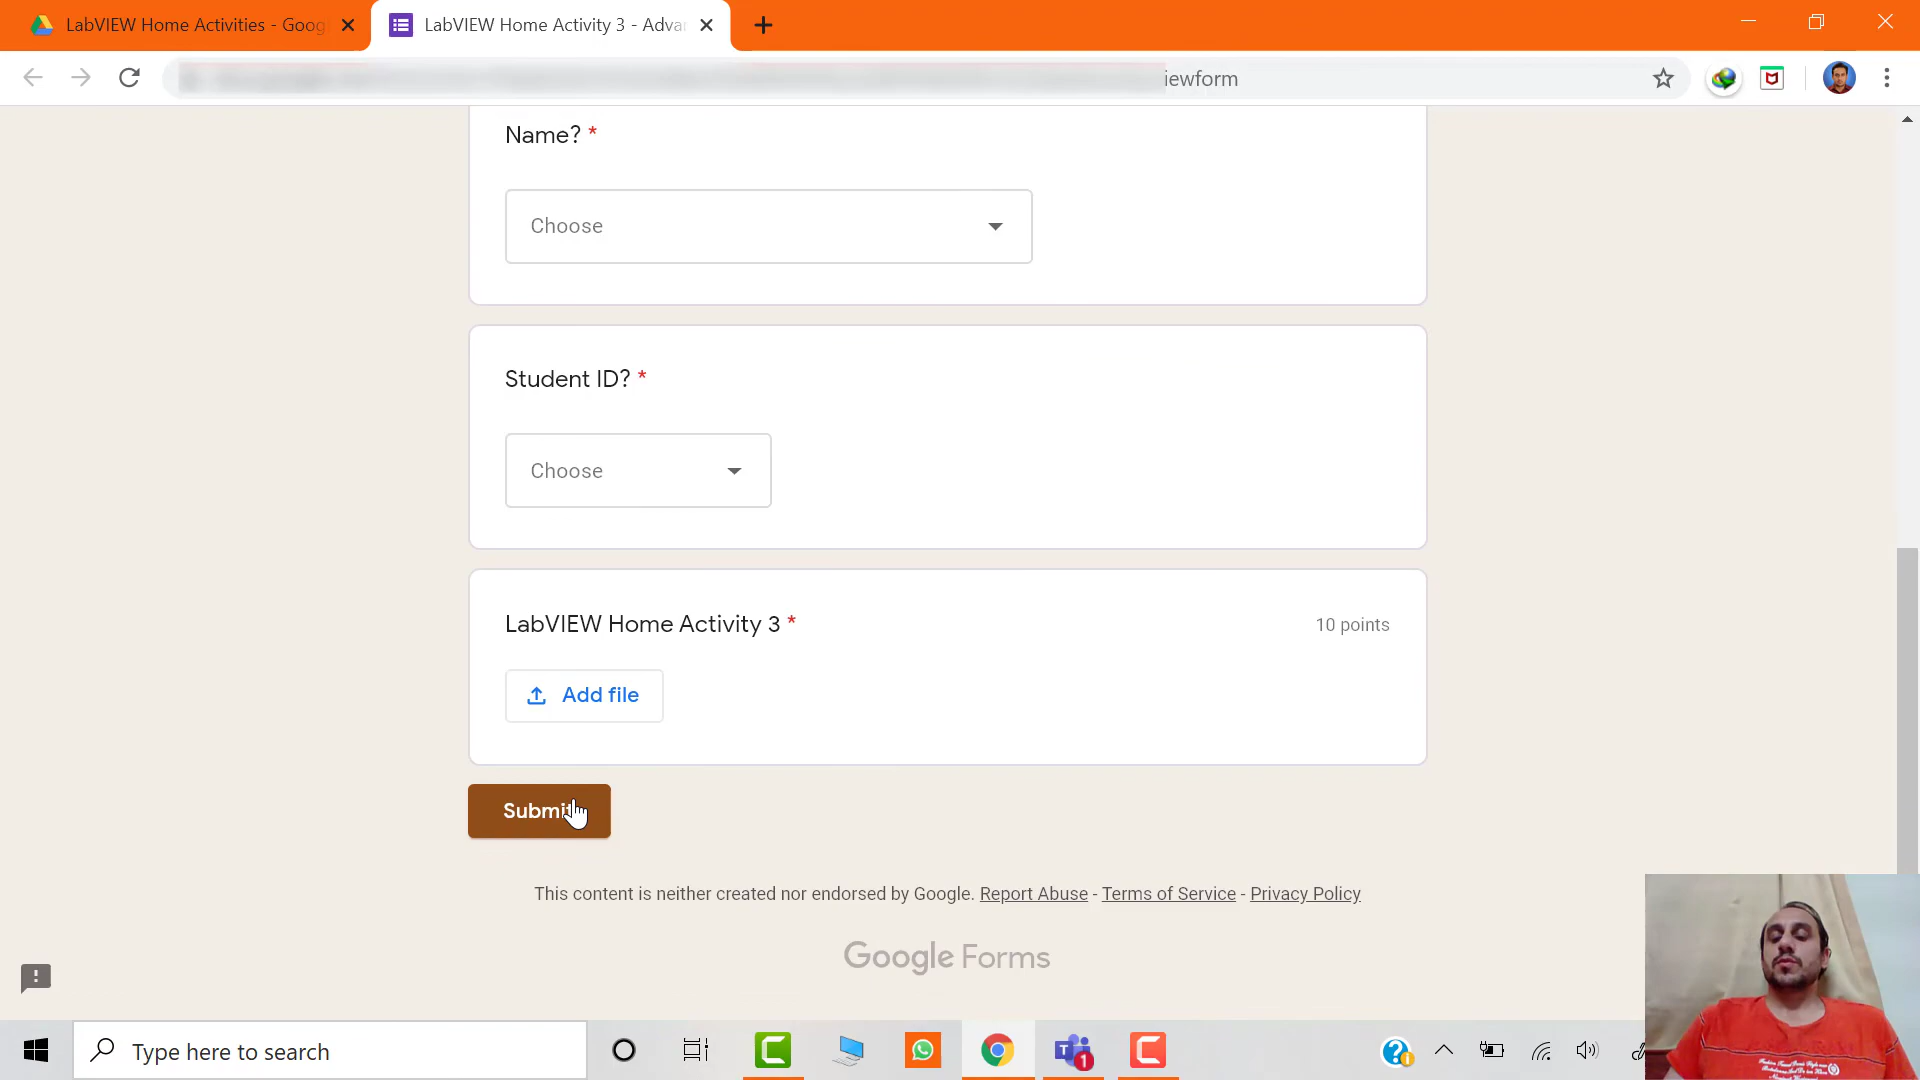 LabVIEW Home Activities - Goog
LabVIEW Home Activity 3 - Adva
iewform
Name? *
Choose
Student ID? *
Choose
LabVIEW Home Activity 3 *
10 points
Add file
Submit
This content is neither created nor endorsed by Google. Report Abuse - Terms of Service - Privacy Policy
Google Forms
Type here to search
1